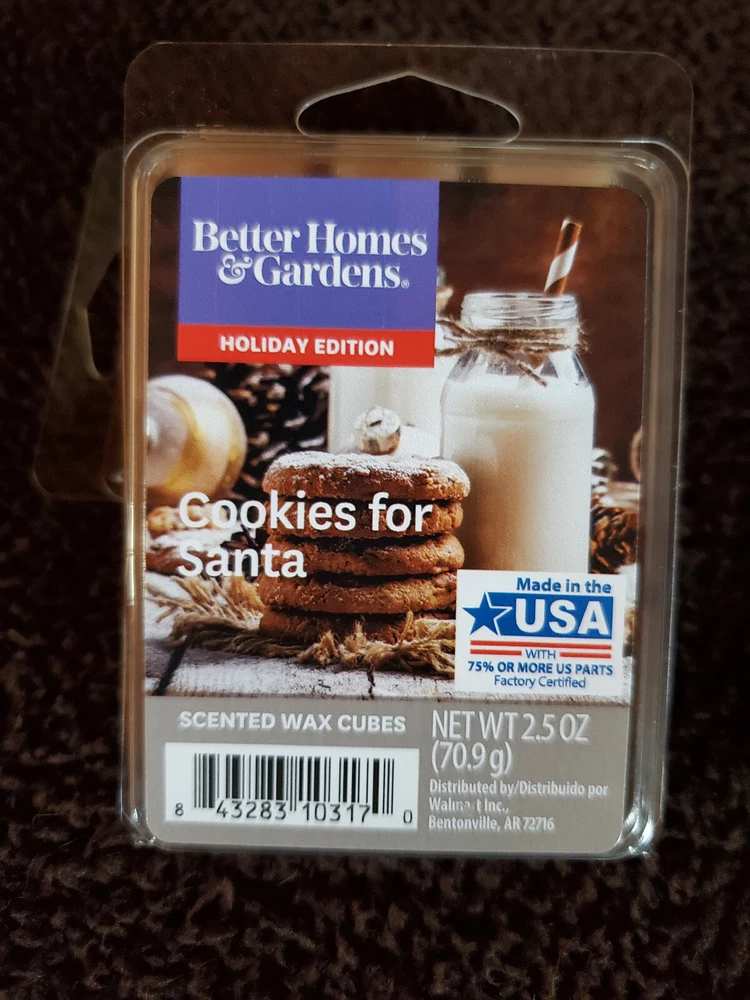 Better Homes
& Gardens®
HOLIDAY EDITION
Cookies for
Santa
Made in the
USA
WITH
75% OR MORE US PARTS
Factory Certified
SCENTED WAX CUBES
NET WT 2.5 OZ
(70.9 g)
Distributed by/Distribuido por
Walmart Inc.,
Bentonville, AR 72716
8 43283 10317 0